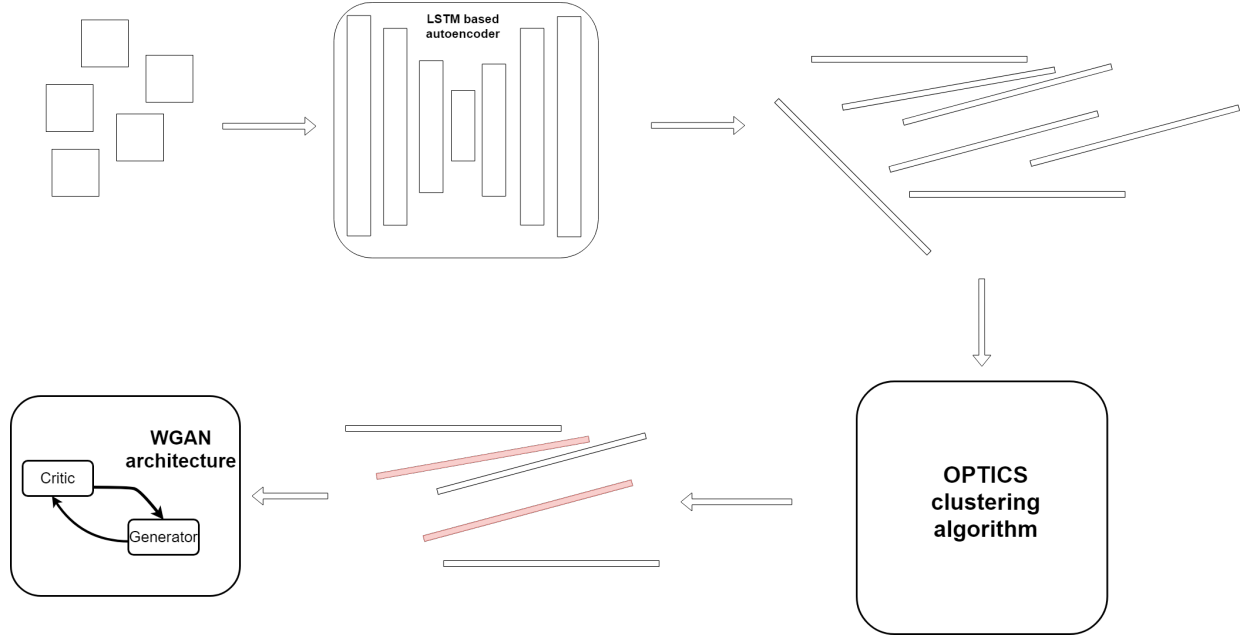 LSTM based
autoencoder
OPTICS
clustering
algorithm
WGAN
architecture
Critic
Generator